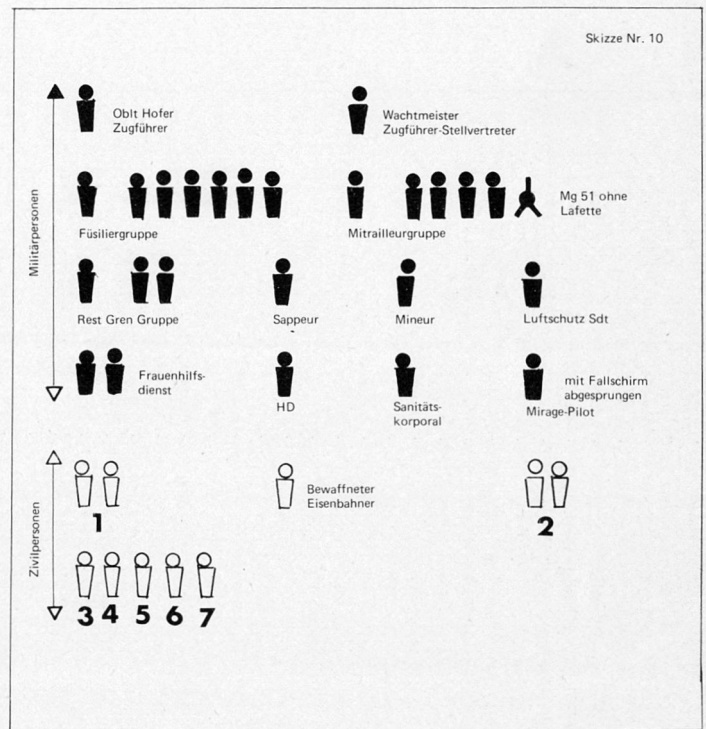 Skizze Nr. 10
Oblt Hofer
Zugführer
Wachtmeister
Zugführer-Stellvertreter
Militärpersonen
Mg 51 ohne
Lafette
Füsiliergruppe
Mitrailleurgruppe
Rest Gren Gruppe
Sappeur
Mineur
Luftschutz Sdt
Frauenhilfs-
dienst
HD
Sanitäts-
korporal
mit Fallschirm
abgesprungen
Mirage-Pilot
Zivilpersonen
Bewaffneter
Eisenbahner
1
2
3 4 5 6 7